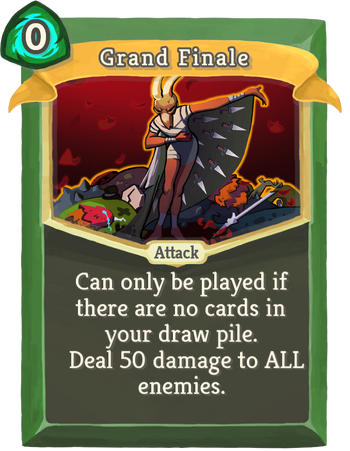 0
Grand Finale
Attack
Can only be played if
there are no cards in
your draw pile.
Deal 50 damage to ALL
enemies.